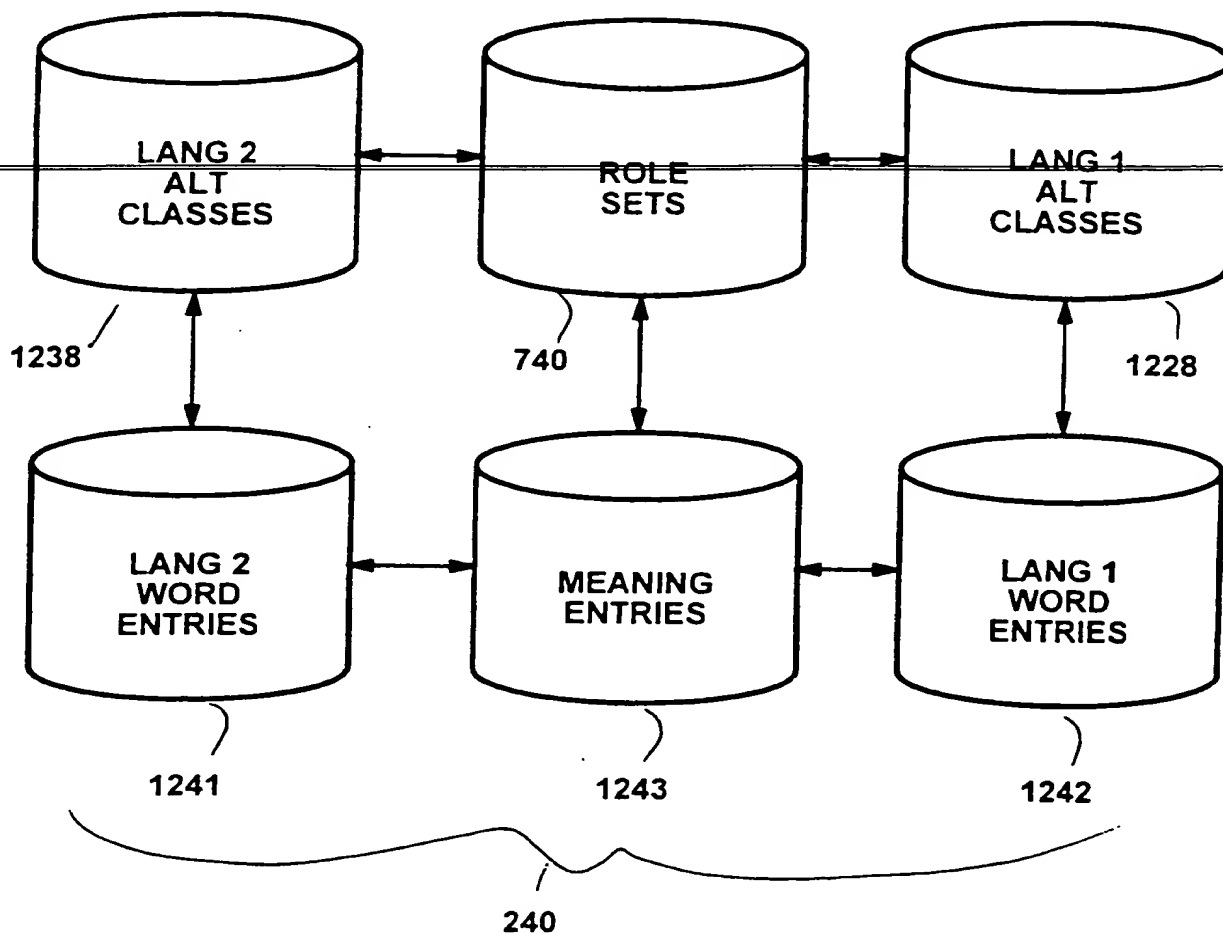 LANG 2
ALT
CLASSES
ROLE
SETS
LANG 1
ALT
CLASSES
1238
740
1228
LANG 2
WORD
ENTRIES
MEANING
ENTRIES
LANG 1
WORD
ENTRIES
1241
1243
1242
240